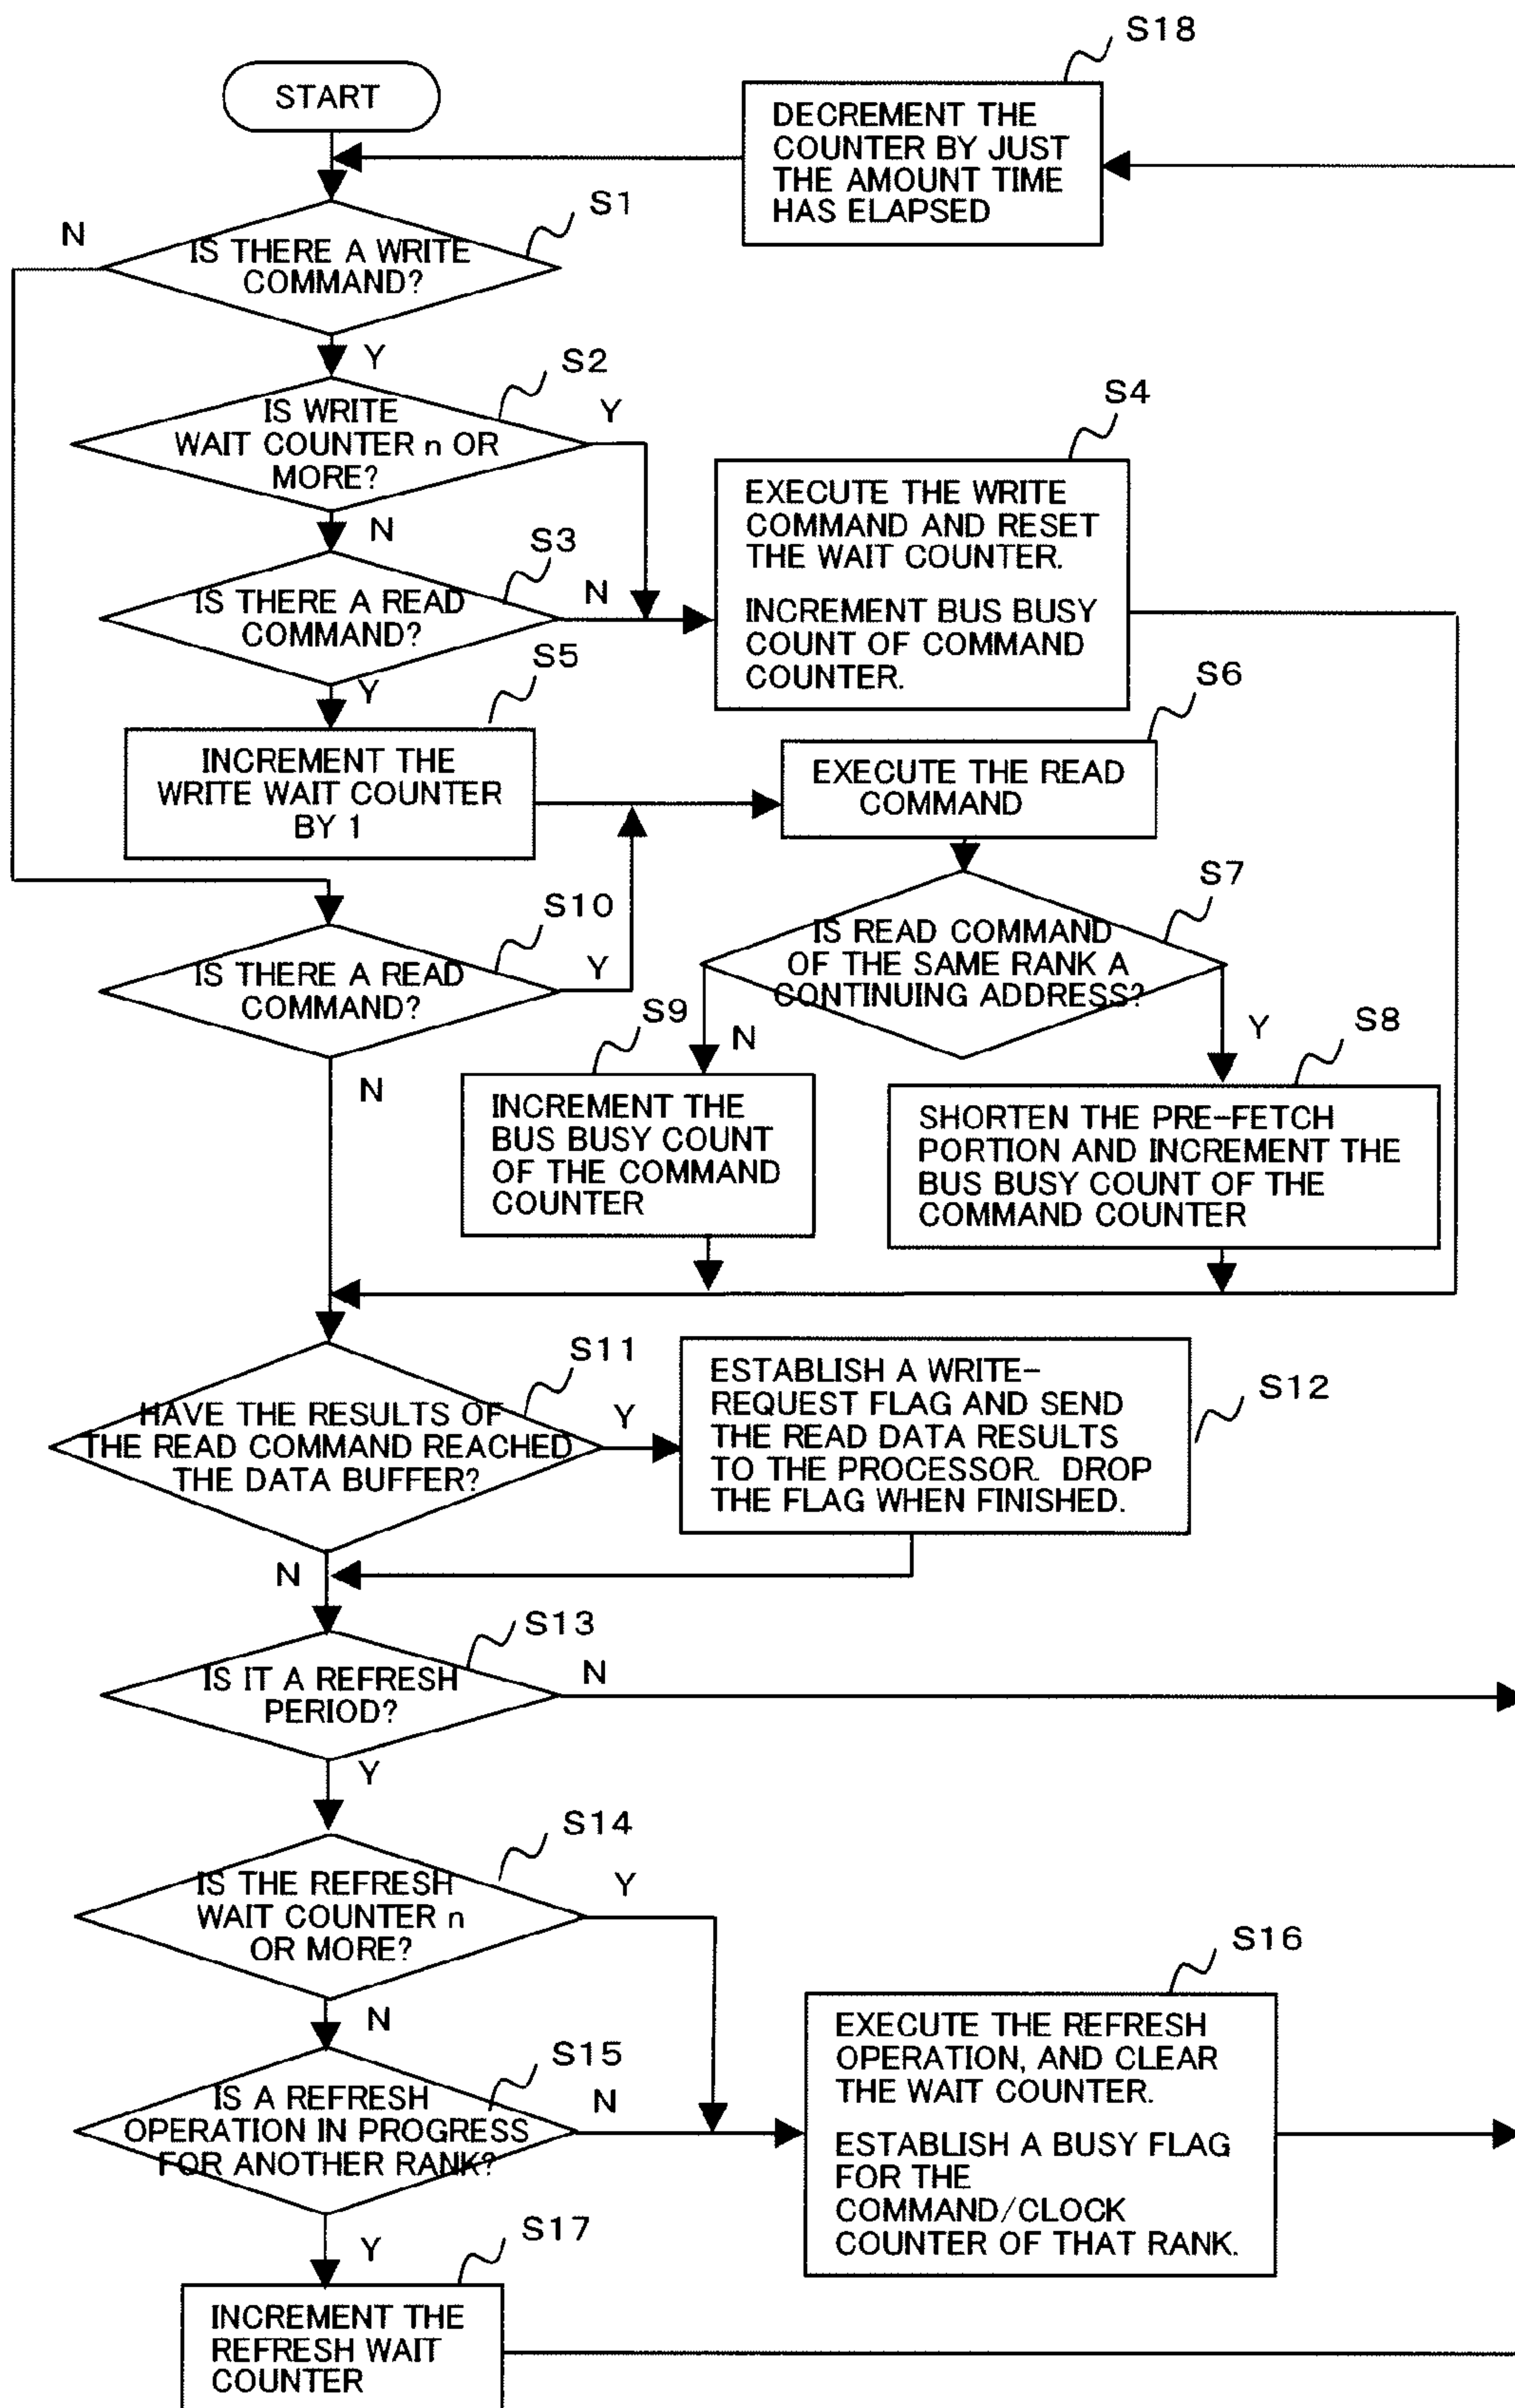 S18
START
DECREMENT THE
COUNTER BY JUST
THE AMOUNT TIME
HAS ELAPSED
S1
N
IS THERE A WRITE
COMMAND?
Y
S2
IS WRITE
WAIT COUNTER n OR
MORE?
Y
N
S4
EXECUTE THE WRITE
COMMAND AND RESET
THE WAIT COUNTER.
INCREMENT BUS BUSY
COUNT OF COMMAND
COUNTER.
S3
IS THERE A READ
COMMAND?
N
Y
S5
INCREMENT THE
WRITE WAIT COUNTER
BY 1
S6
EXECUTE THE READ
COMMAND
S7
IS READ COMMAND
OF THE SAME RANK A
CONTINUING ADDRESS?
N
Y
S10
IS THERE A READ
COMMAND?
Y
N
S9
INCREMENT THE
BUS BUSY COUNT
OF THE COMMAND
COUNTER
S8
SHORTEN THE PRE-FETCH
PORTION AND INCREMENT THE
BUS BUSY COUNT OF THE
COMMAND COUNTER
S11
HAVE THE RESULTS OF
THE READ COMMAND REACHED
THE DATA BUFFER?
Y
N
S12
ESTABLISH A WRITE-
REQUEST FLAG AND SEND
THE READ DATA RESULTS
TO THE PROCESSOR. DROP
THE FLAG WHEN FINISHED.
S13
IS IT A REFRESH
PERIOD?
N
Y
S14
IS THE REFRESH
WAIT COUNTER n
OR MORE?
Y
N
S15
IS A REFRESH
OPERATION IN PROGRESS
FOR ANOTHER RANK?
N
Y
S16
EXECUTE THE REFRESH
OPERATION, AND CLEAR
THE WAIT COUNTER.
ESTABLISH A BUSY FLAG
FOR THE
COMMAND/CLOCK
COUNTER OF THAT RANK.
S17
INCREMENT THE
REFRESH WAIT
COUNTER